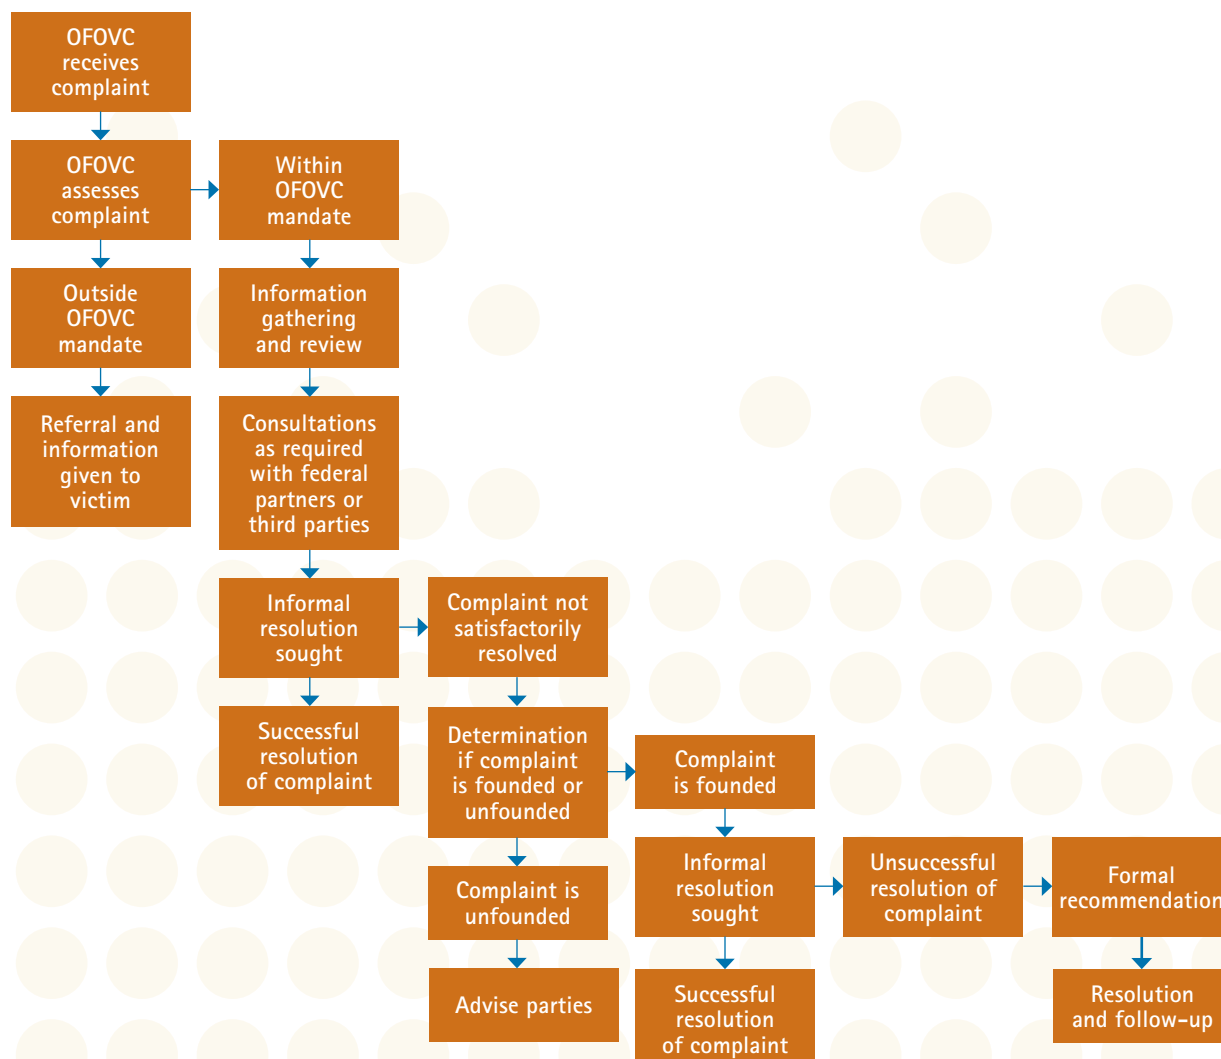 OFOVC
receives
complaint
OFOVC
assesses
complaint
Within
OFOVC
mandate
Outside
OFOVC
mandate
Information
gathering
and review
Referral and
information
given to
victim
Consultations
as required
with federal
partners or
third parties
Informal
resolution
sought
Complaint not
satisfactorily
resolved
Successful
resolution
of complaint
Determination
if complaint
is founded or
unfounded
Complaint
is founded
Complaint is
unfounded
Informal
resolution
sought
Unsuccessful
resolution of
complaint
Formal
recommendation
Advise parties
Successful
resolution
of complaint
Resolution
and follow-up